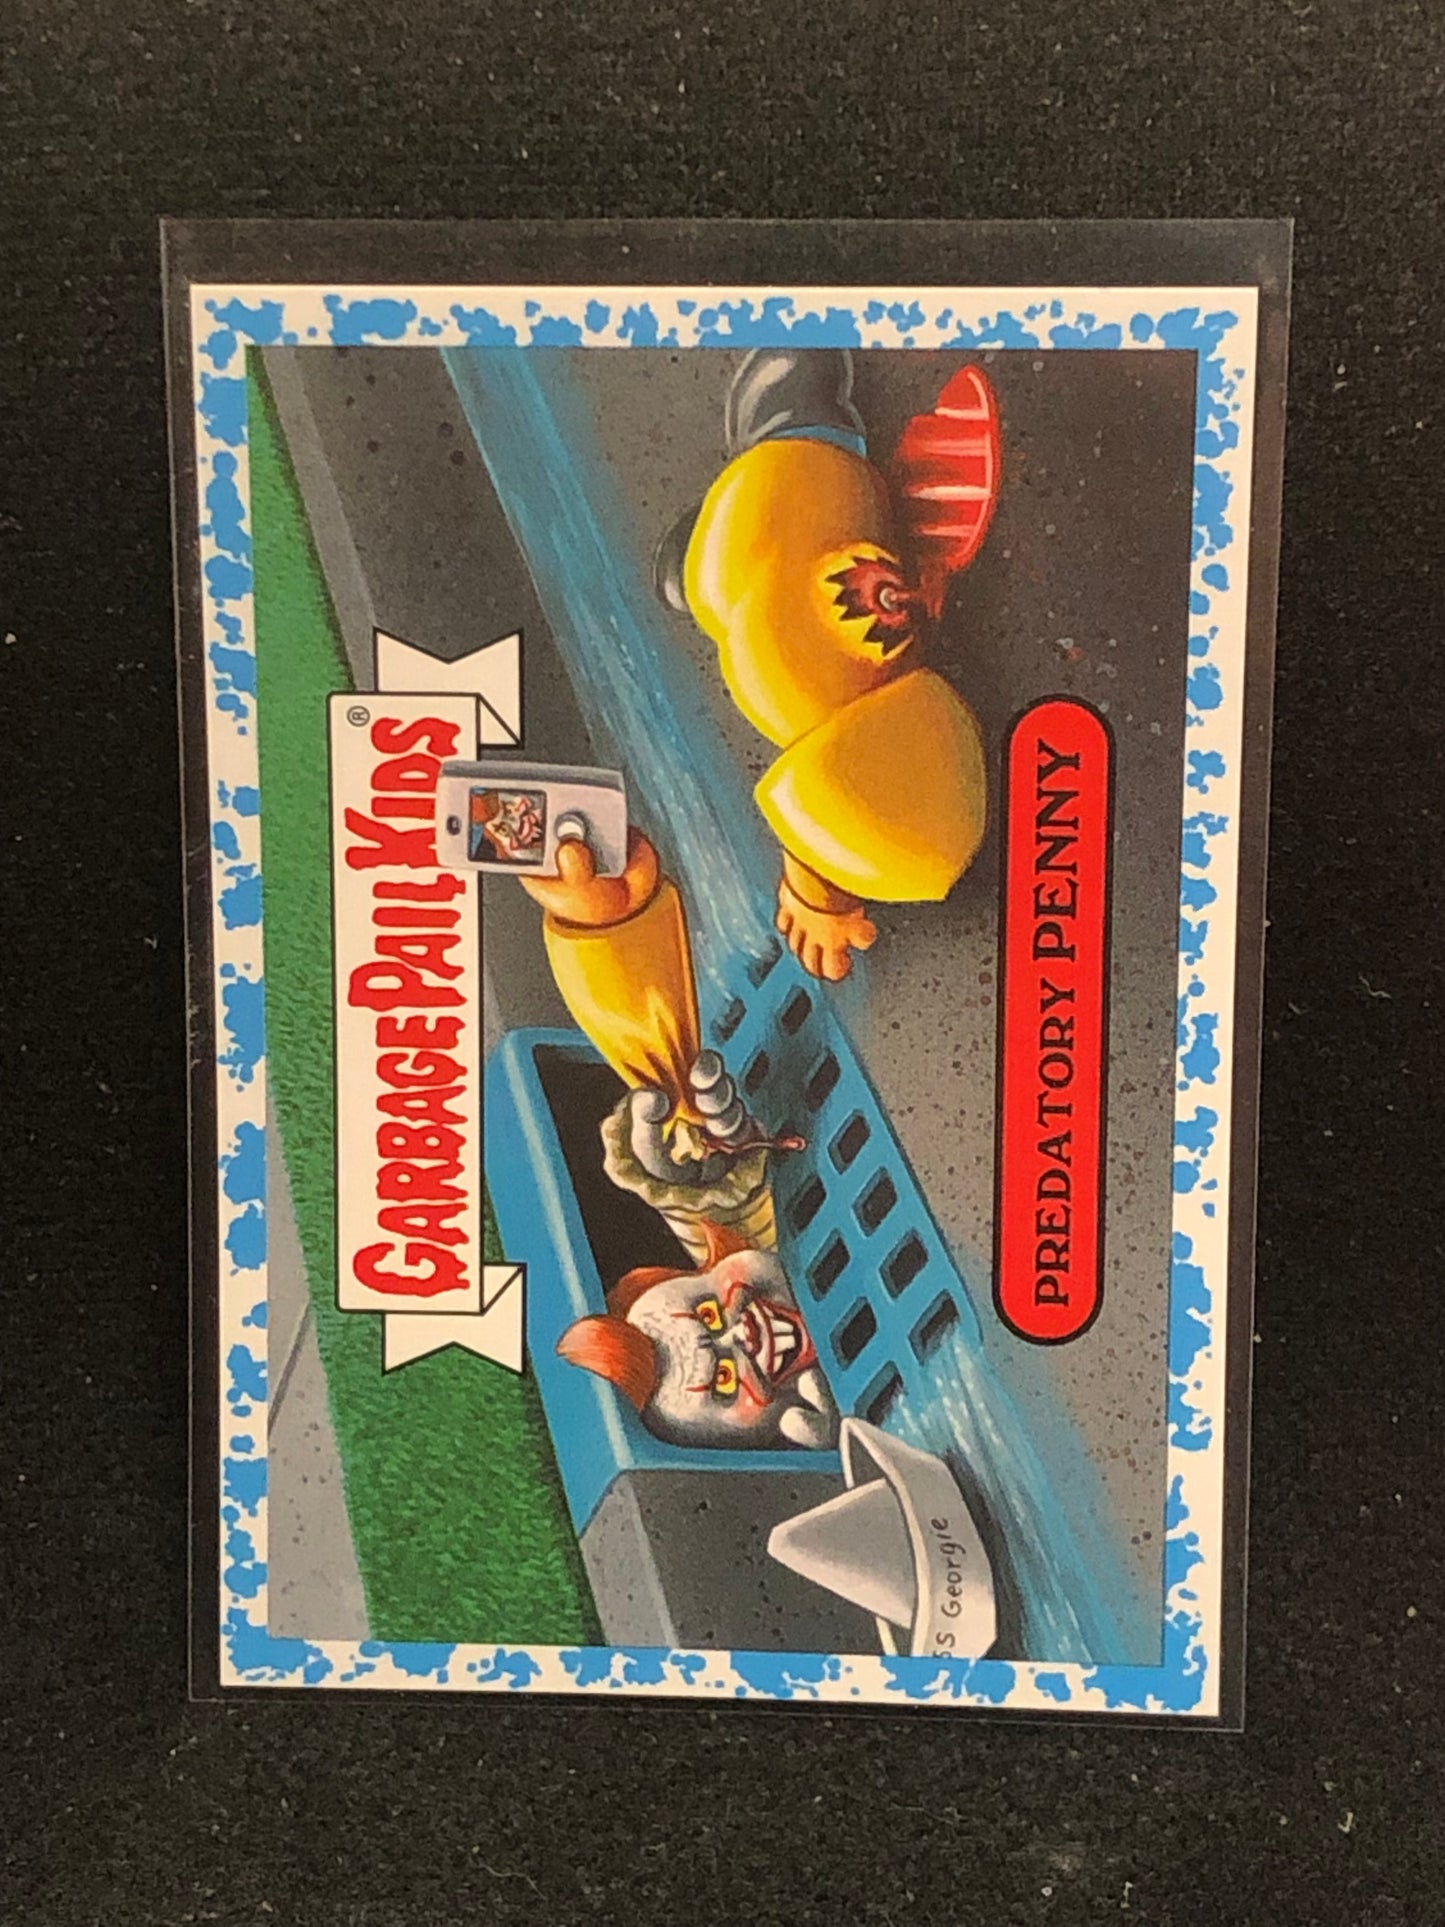 GARBAGE PAIL KIDS®
SS Georgie
PREDATORY PENNY